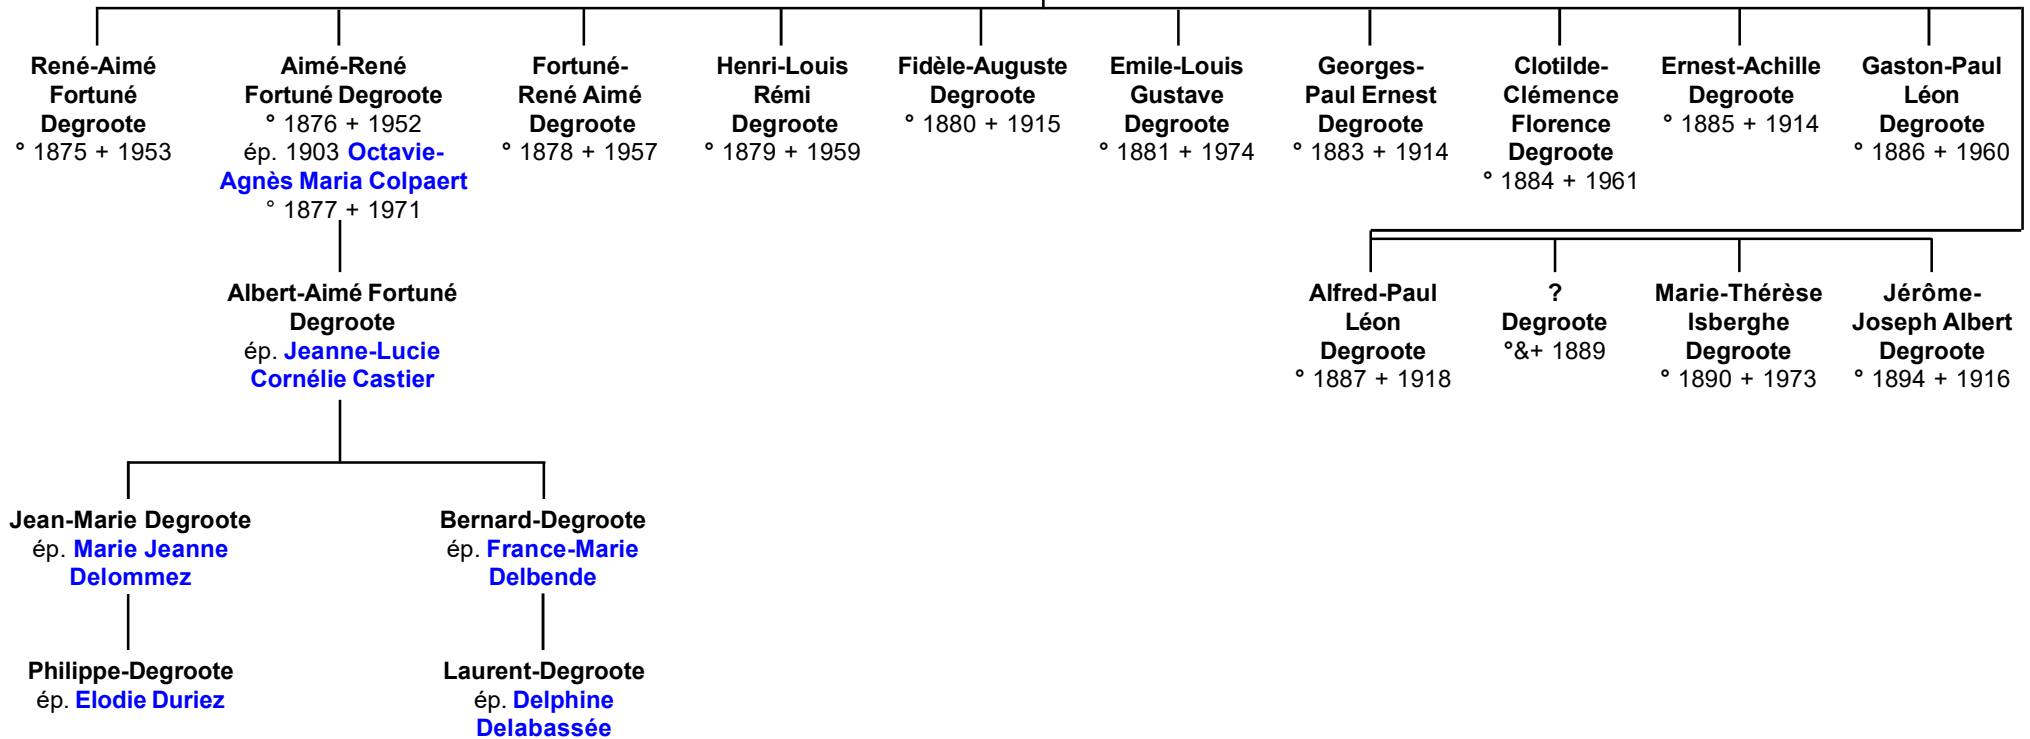 René-Aimé
Fortuné
Degroote
° 1875 + 1953
Aimé-René
Fortuné Degroote
° 1876 + 1952
ép. 1903 Octavie-
Agnès Maria Colpaert
° 1877 + 1971
Fortuné-
René Aimé
Degroote
° 1878 + 1957
Henri-Louis
Rémi
Degroote
° 1879 + 1959
Fidèle-Auguste
Degroote
° 1880 + 1915
Emile-Louis
Gustave
Degroote
° 1881 + 1974
Georges-
Paul Ernest
Degroote
° 1883 + 1914
Clotilde-
Clémence
Florence
Degroote
° 1884 + 1961
Ernest-Achille
Degroote
° 1885 + 1914
Gaston-Paul
Léon
Degroote
° 1886 + 1960
Alfred-Paul
Léon
Degroote
° 1887 + 1918
?
Degroote
°&+ 1889
Marie-Thérèse
Isberghe
Degroote
° 1890 + 1973
Jérôme-
Joseph Albert
Degroote
° 1894 + 1916
Albert-Aimé Fortuné
Degroote
ép. Jeanne-Lucie
Cornélie Castier
Jean-Marie Degroote
ép. Marie Jeanne
Delommez
Bernard-Degroote
ép. France-Marie
Delbende
Philippe-Degroote
ép. Elodie Duriez
Laurent-Degroote
ép. Delphine
Delabassée